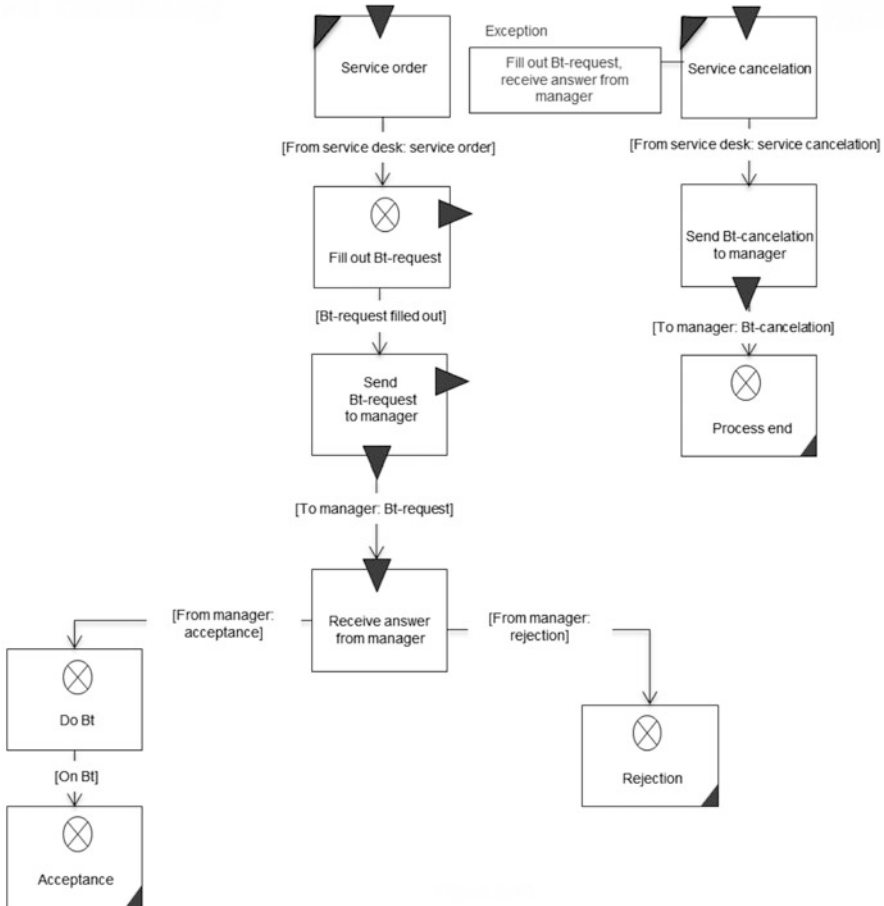 Service order
Exception
Fill out Bt-request,
receive answer from
manager
Service cancelation
[From service desk: service order]
[From service desk: service cancelation]
Fill out Bt-request
Send Bt-cancelation
to manager
[Bt-request filled out]
[To manager: Bt-cancelation]
Send
Bt-request
to manager
Process end
[To manager: Bt-request]
[From manager:
acceptance]
Receive answer
from manager
[From manager:
rejection]
Do Bt
[On Bt]
Rejection
Acceptance